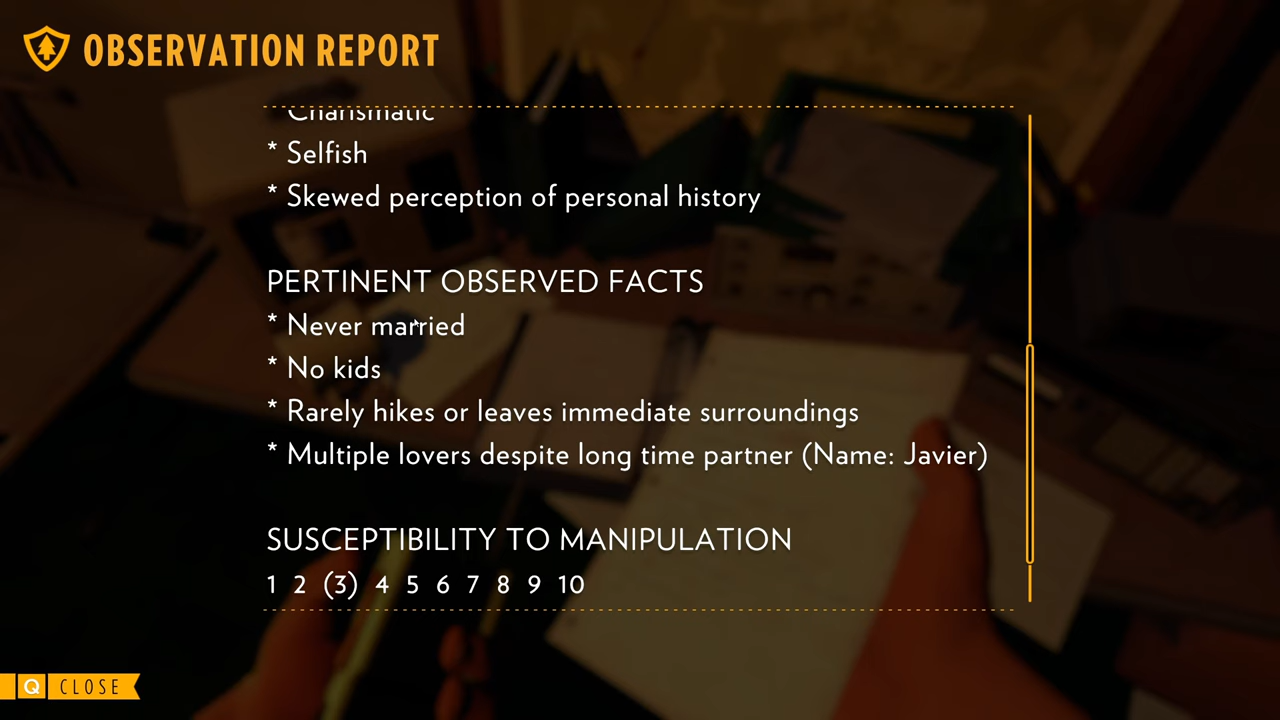 OBSERVATION REPORT
Charismatic
* Selfish
* Skewed perception of personal history
PERTINENT OBSERVED FACTS
* Never married
* No kids
* Rarely hikes or leaves immediate surroundings
* Multiple lovers despite long time partner (Name: Javier)
SUSCEPTIBILITY TO MANIPULATION
1 2 (3) 4 5 6 7 8 9 10
Q CLOSE